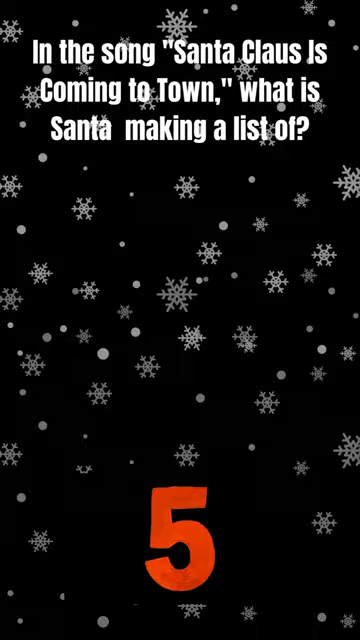 In the song "Santa Claus Is
Coming to Town," what is
Santa making a list of?
5